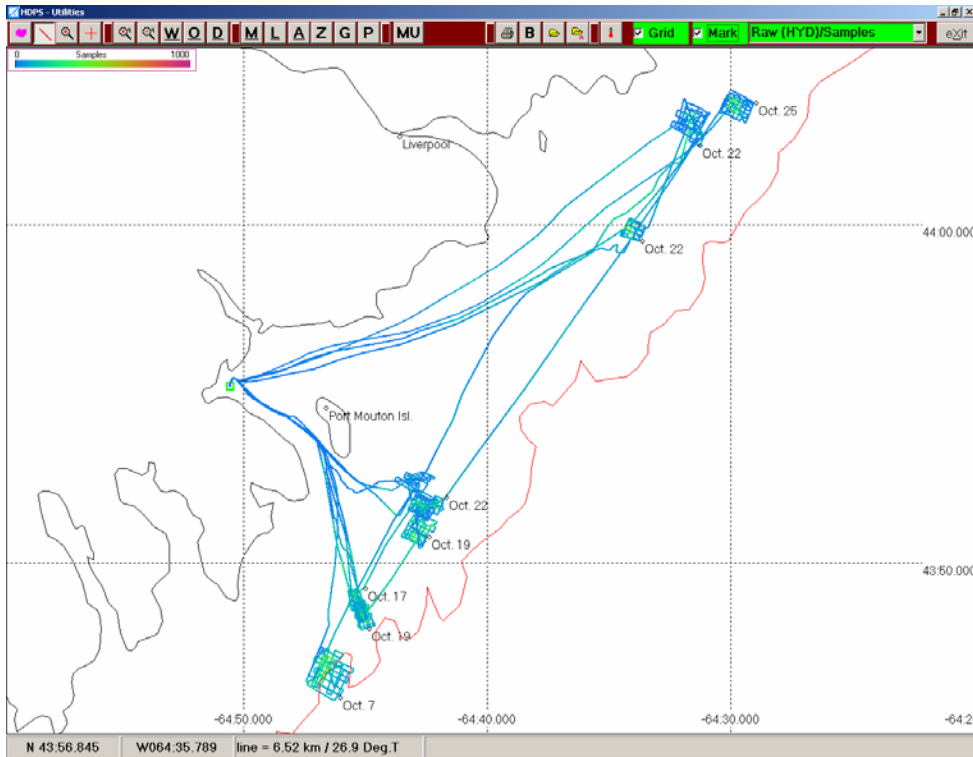 HDPS - Utilities
W O D M L A Z G P MU B Grid Mark Raw (HYD)/Samples eXit
0 Samples 1000
Oct. 25
Liverpool
Oct. 22
44:00.000
Oct. 22
Port Mouton Isl.
Oct. 22
Oct. 19
43:50.000
Oct. 17
Oct. 19
Oct. 7
-64:50.000 -64:40.000 -64:30.000 -64:2
N 43:56.845 W064:35.789 line = 6.52 km / 26.9 Deg.T